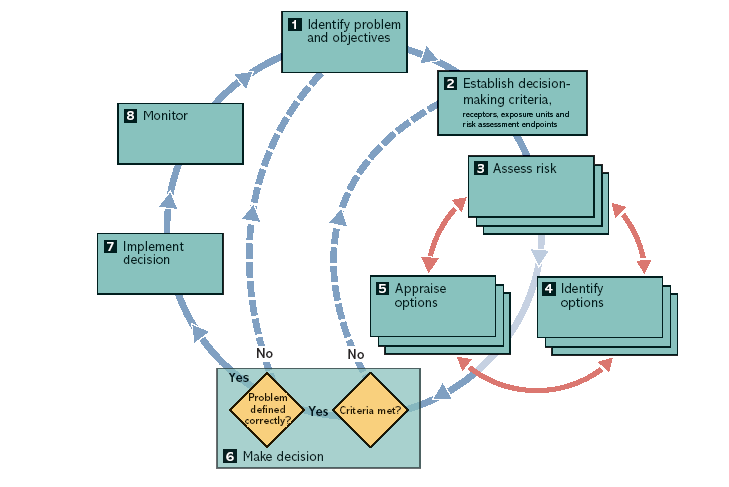 1 Identify problem
and objectives
2 Establish decision-
making criteria,
receptors, exposure units and
risk assessment endpoints
3 Assess risk
4 Identify
options
5 Appraise
options
6 Make decision
Criteria met?
Yes
No
Problem
defined
correctly?
Yes
No
7 Implement
decision
8 Monitor